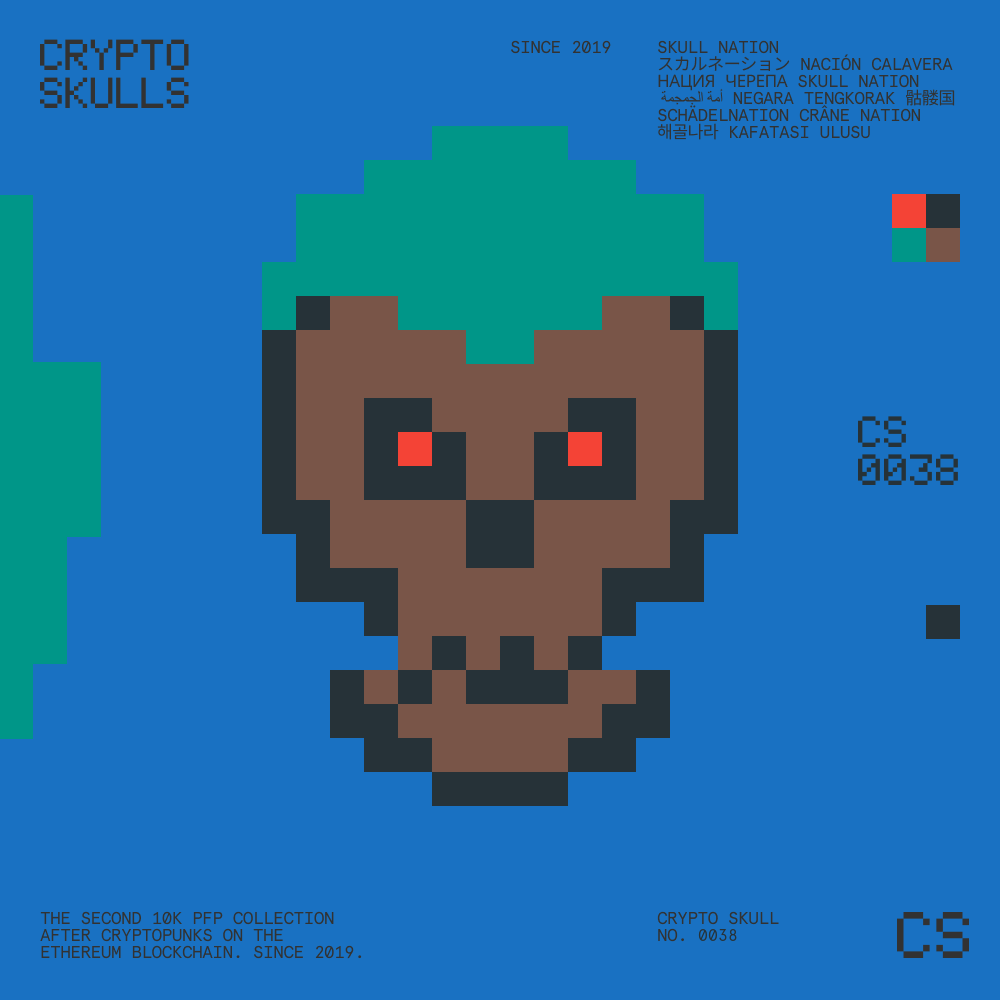 CRYPTO
SKULLS
SINCE 2019
SKULL NATION
スカルネーション NACIÓN CALAVERA
НАЦИЯ ЧЕРЕПА SKULL NATION
أمة الجمجمة NEGARA TENGKORAK 骷髅国
SCHÄDELNATION CRÂNE NATION
해골나라 KAFATASI ULUSU
CS
0038
THE SECOND 10K PFP COLLECTION
AFTER CRYPTOPUNKS ON THE
ETHEREUM BLOCKCHAIN. SINCE 2019.
CRYPTO SKULL
NO. 0038
CS